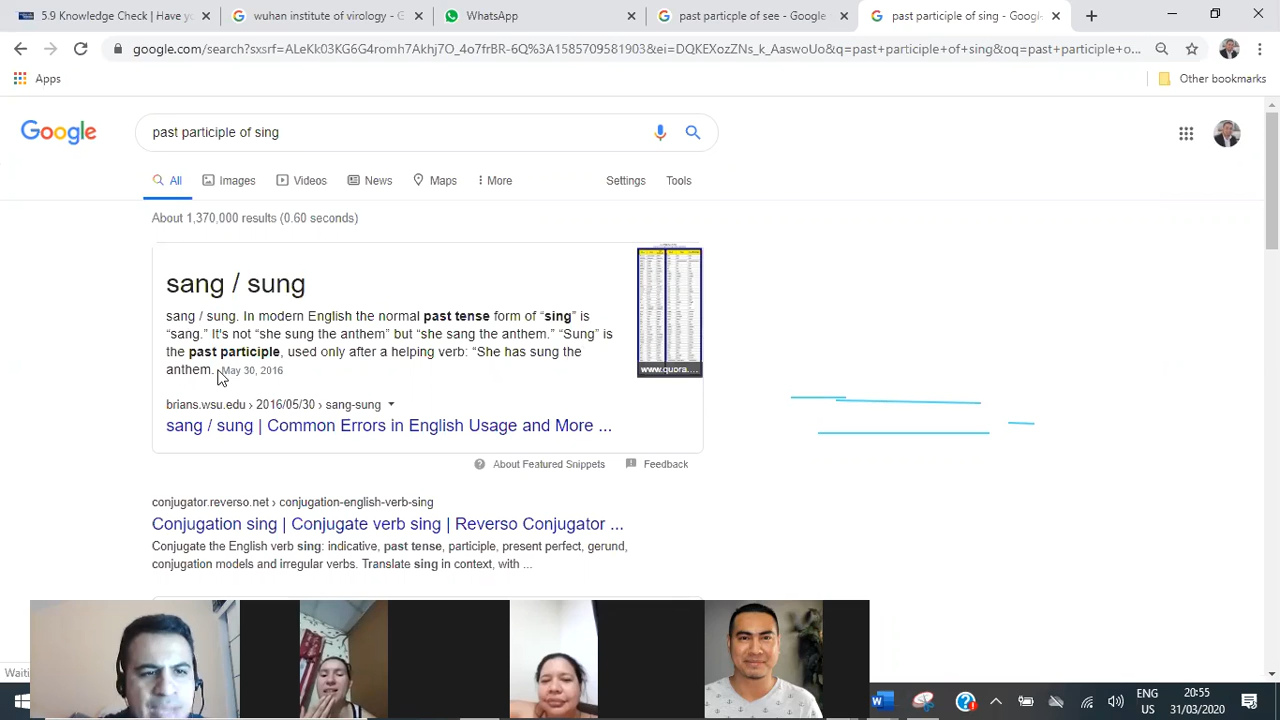 5.9 Knowledge Check | Have yo
wuhan institute of virology - G
WhatsApp
past particple of see - Google
past participle of sing - Googl
google.com/search?sxsrf=ALeKk03KG6G4romh7Akhj7O_4o7frBR-6Q%3A1585709581903&ei=DQKEXozZNs_k_AaswoUo&q=past+participle+of+sing&oq=past+participle+o...
Apps
Other bookmarks
Google
past participle of sing
All Images Videos News Maps More Settings Tools
About 1,370,000 results (0.60 seconds)
sang / sung
sang / sung. In modern English the normal past tense form of “sing” is
“sang.” It's not “she sung the anthem” but “she sang the anthem.” “Sung” is
the past participle, used only after a helping verb: “She has sung the
anthem. May 30, 2016
www.quora....
brians.wsu.edu › 2016/05/30 › sang-sung
sang / sung | Common Errors in English Usage and More ...
About Featured Snippets Feedback
conjugator.reverso.net › conjugation-english-verb-sing
Conjugation sing | Conjugate verb sing | Reverso Conjugator ...
Conjugate the English verb sing: indicative, past tense, participle, present perfect, gerund,
conjugation models and irregular verbs. Translate sing in context, with ...
Waiti
ENG
US
20:55
31/03/2020